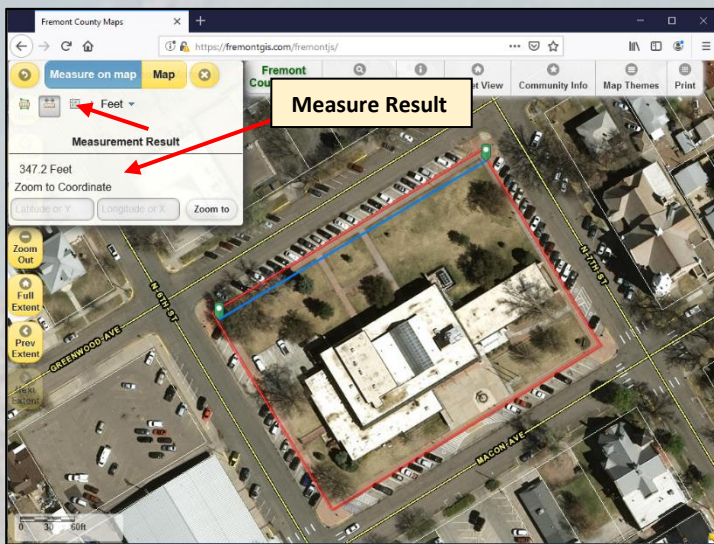 Fremont County Maps
https://fremontgis.com/fremontjs/
Measure on map
Map
Fremont
Community Info
Map Themes
Print
Feet
Measure Result
Measurement Result
347.2 Feet
Zoom to Coordinate
Latitude or Y
Longitude or X
Zoom to
Zoom
Out
Full
Extent
Prev
Extent
Next
Extent
N-6TH-ST
N-7TH-ST
GREENWOOD-AVE
MACON-AVE
0 30 60ft